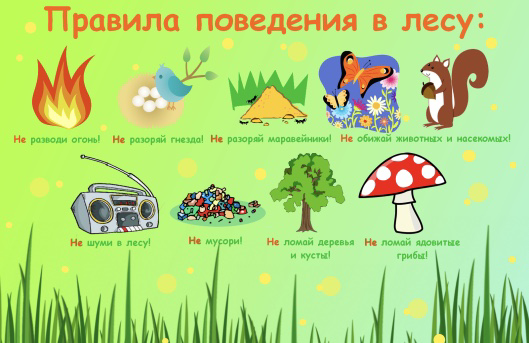 Правила поведения в лесу:
Не разводи огонь! Не разоряй гнезда! Не разоряй маравейники! Не обижай животных и насекомых!
Не шуми в лесу! Не мусори! Не ломай деревья Не ломай ядовитые
и кусты! грибы!